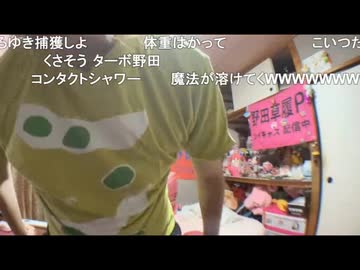 ろゆき捕獲しよ 体重はかって こいつた
くさそう ターボ野田
コンタクトシャワー 魔法が溶けてくwwwwwwww
野田草履P
配信中